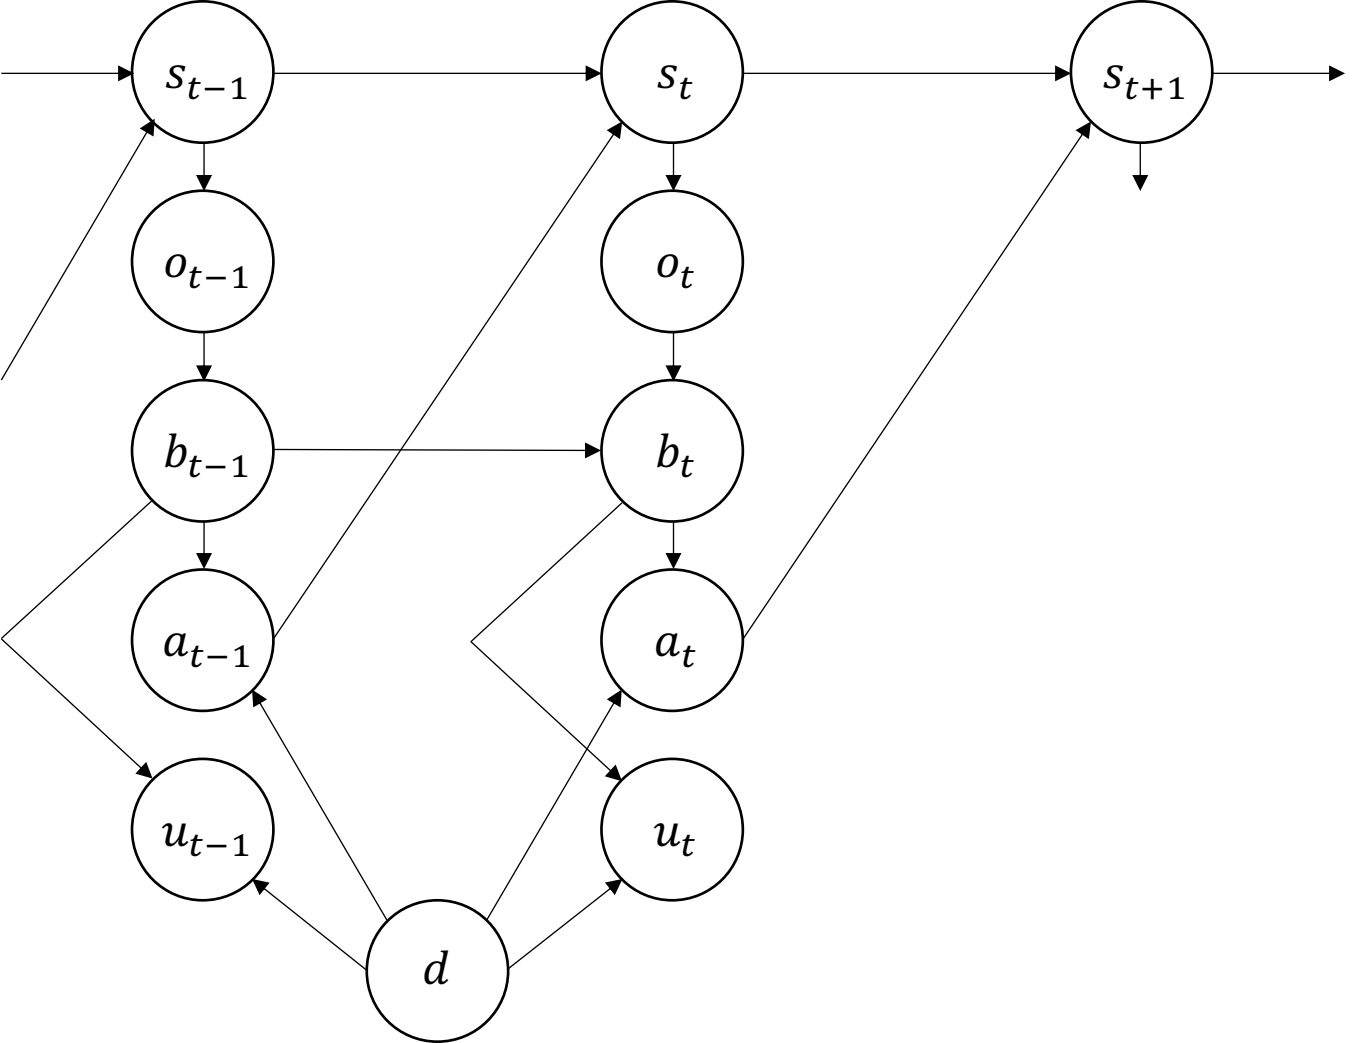 s_{t−1} s_t s_{t+1}
o_{t−1} o_t
b_{t−1} b_t
a_{t−1} a_t
u_{t−1} u_t
d